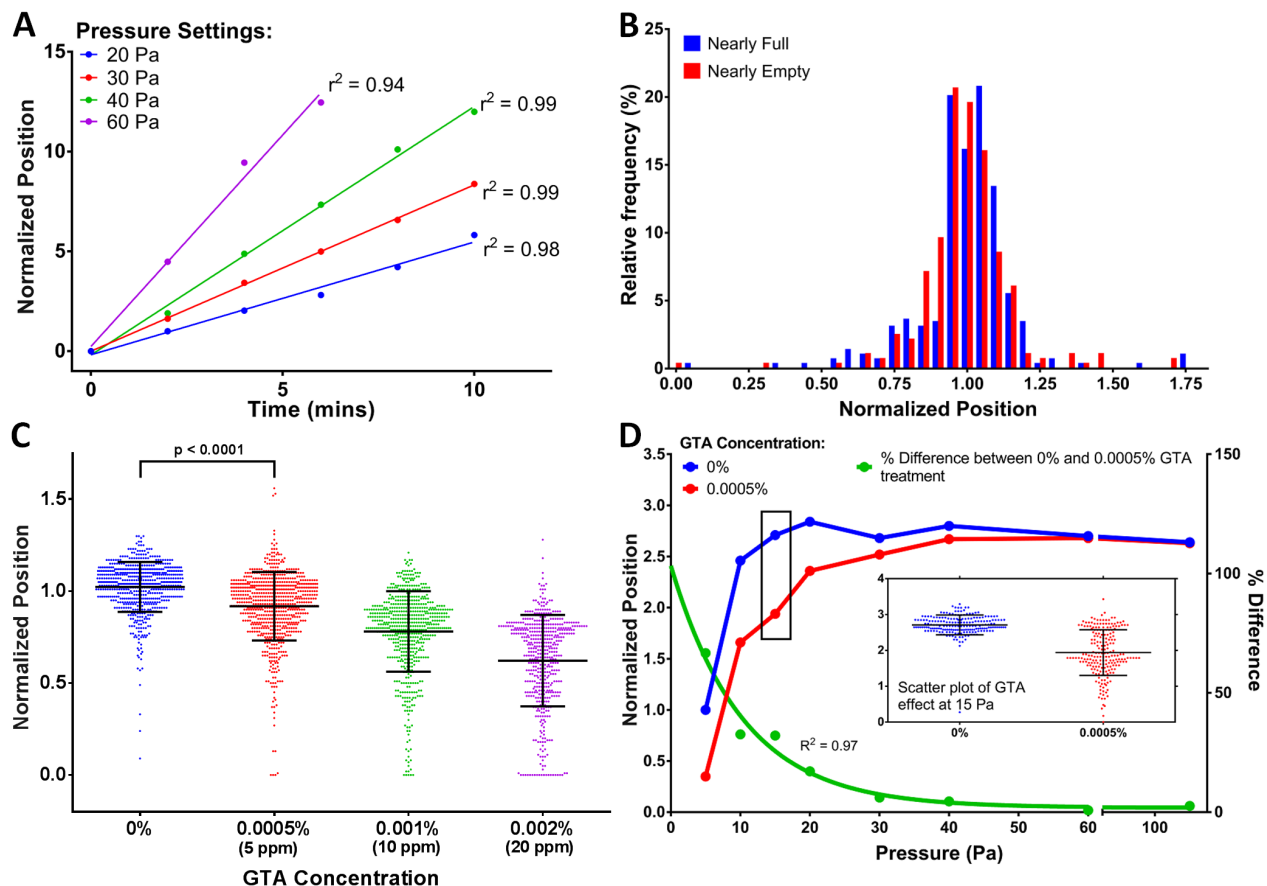 A
Pressure Settings:
20 Pa
30 Pa
40 Pa
60 Pa
15
10
5
0
Normalized Position
r² = 0.94
r² = 0.99
r² = 0.99
r² = 0.98
0
5
10
Time (mins)
B
Nearly Full
Nearly Empty
25
20
15
10
5
0
Relative frequency (%)
0.00
0.25
0.50
0.75
1.00
1.25
1.50
1.75
Normalized Position
C
p < 0.0001
1.5
1.0
0.5
0.0
Normalized Position
0%
0.0005%
(5 ppm)
0.001%
(10 ppm)
0.002%
(20 ppm)
GTA Concentration
D
GTA Concentration:
0%
0.0005%
% Difference between 0% and 0.0005% GTA
treatment
3.5
3.0
2.5
2.0
1.5
1.0
0.5
0.0
Normalized Position
150
100
50
0
% Difference
R² = 0.97
4
3
2
1
0
Scatter plot of GTA
effect at 15 Pa
0%
0.0005%
0
10
20
30
40
50
60
100
Pressure (Pa)